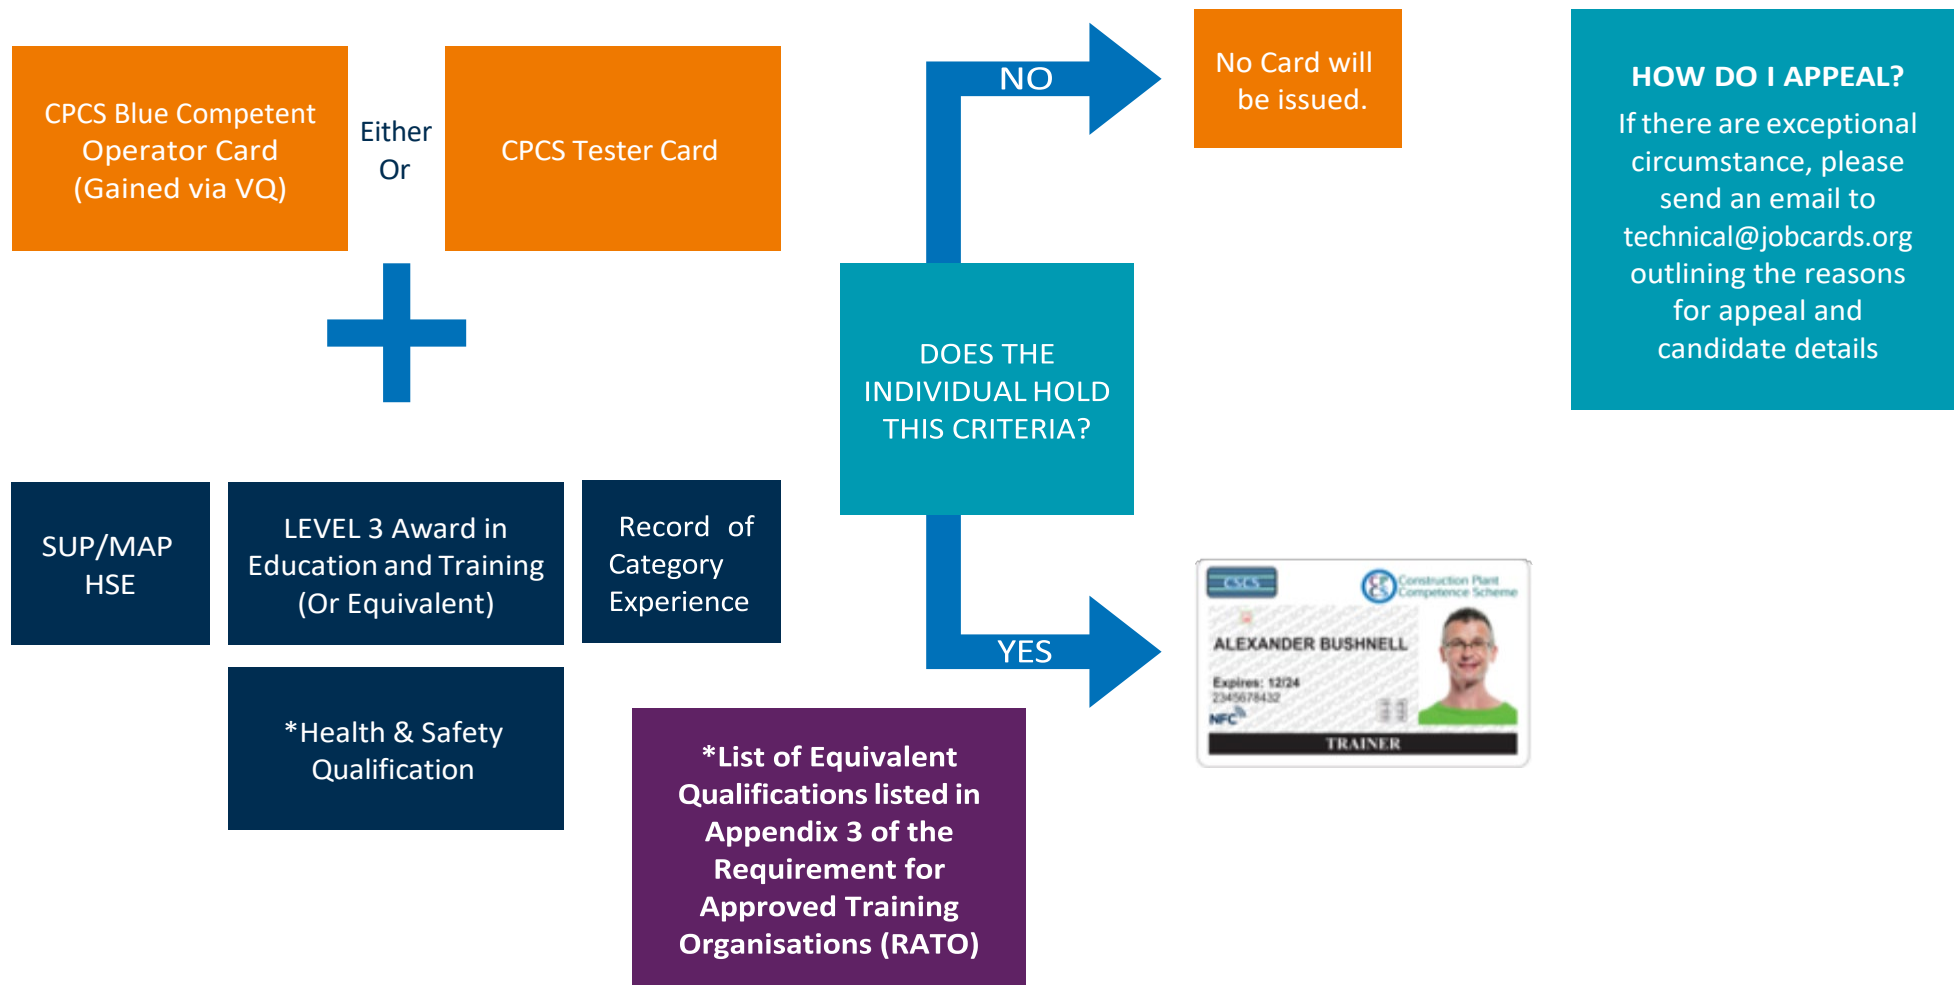 CPCS Blue Competent
Operator Card
(Gained via VQ)
Either
Or
CPCS Tester Card
NO
No Card will
be issued.
HOW DO I APPEAL?
If there are exceptional
circumstance, please
send an email to
technical@jobcards.org
outlining the reasons
for appeal and
candidate details
DOES THE
INDIVIDUAL HOLD
THIS CRITERIA?
SUP/MAP
HSE
LEVEL 3 Award in
Education and Training
(Or Equivalent)
Record of
Category
Experience
*Health & Safety
Qualification
YES
*List of Equivalent
Qualifications listed in
Appendix 3 of the
Requirement for
Approved Training
Organisations (RATO)
CSCS
CPCS
Construction Plant
Competence Scheme
ALEXANDER BUSHNELL
Expires: 12/24
2345678432
NFC
TRAINER